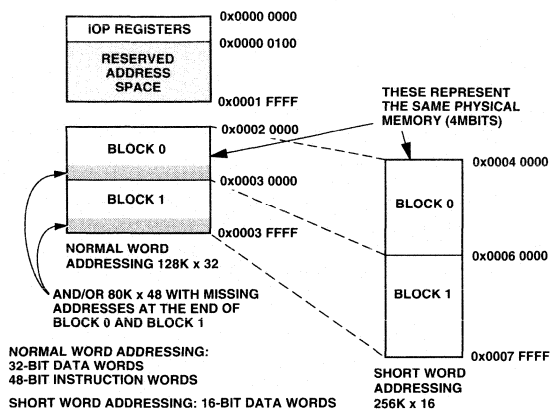 IOP REGISTERS
RESERVED
ADDRESS
SPACE
0x0000 0000
0x0000 0100
0x0001 FFFF
BLOCK 0
BLOCK 1
0x0002 0000
0x0003 0000
0x0003 FFFF
NORMAL WORD
ADDRESSING 128K x 32
THESE REPRESENT
THE SAME PHYSICAL
MEMORY (4MBITS)
BLOCK 0
BLOCK 1
0x0004 0000
0x0006 0000
0x0007 FFFF
SHORT WORD
ADDRESSING
256K x 16
AND/OR 80K x 48 WITH MISSING
ADDRESSES AT THE END OF
BLOCK 0 AND BLOCK 1
NORMAL WORD ADDRESSING:
32-BIT DATA WORDS
48-BIT INSTRUCTION WORDS
SHORT WORD ADDRESSING: 16-BIT DATA WORDS